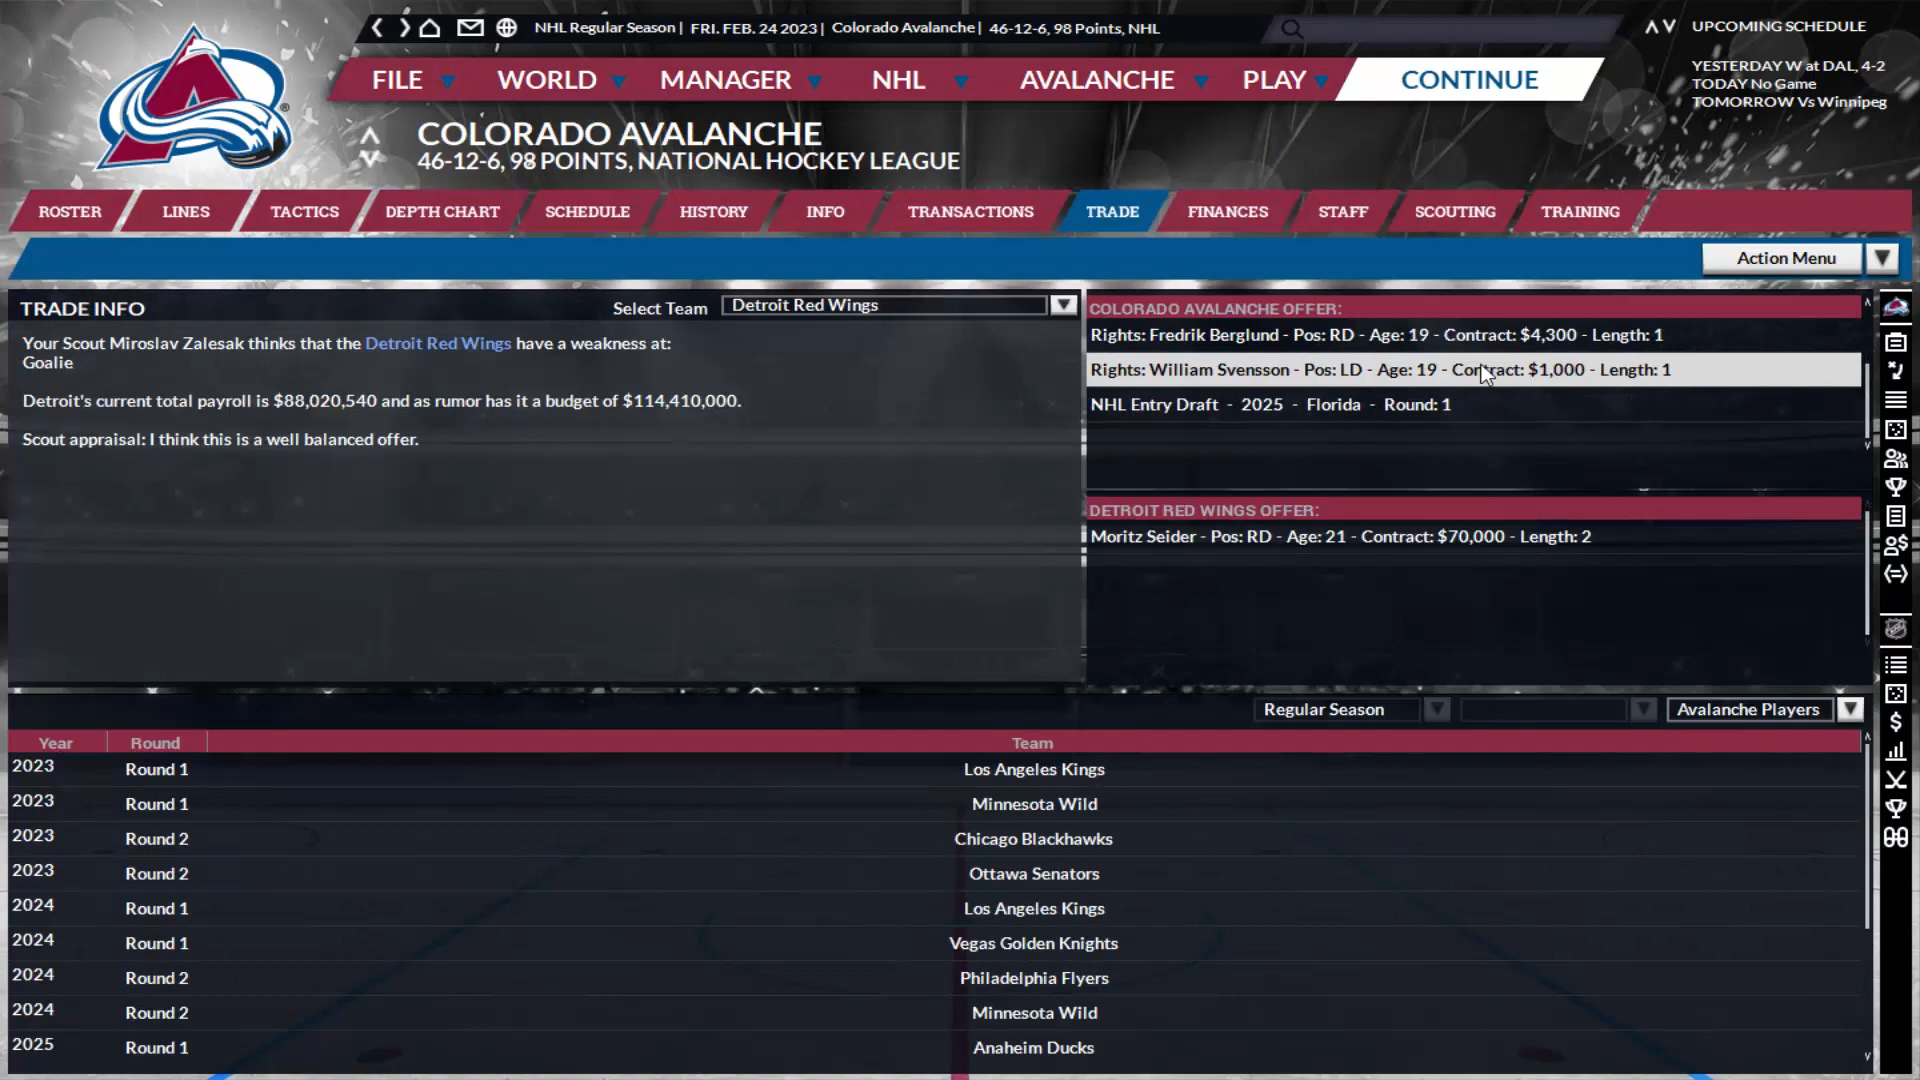 NHL Regular Season | FRI. FEB. 24 2023 | Colorado Avalanche | 46-12-6, 98 Points, NHL
UPCOMING SCHEDULE
YESTERDAY W at DAL, 4-2
TODAY No Game
TOMORROW Vs Winnipeg
FILE WORLD MANAGER NHL AVALANCHE PLAY CONTINUE
COLORADO AVALANCHE
46-12-6, 98 POINTS, NATIONAL HOCKEY LEAGUE
ROSTER LINES TACTICS DEPTH CHART SCHEDULE HISTORY INFO TRANSACTIONS TRADE FINANCES STAFF SCOUTING TRAINING
Action Menu
TRADE INFO
Select Team Detroit Red Wings
Your Scout Miroslav Zalesak thinks that the Detroit Red Wings have a weakness at:
Goalie
Detroit's current total payroll is $88,020,540 and as rumor has it a budget of $114,410,000.
Scout appraisal: I think this is a well balanced offer.
COLORADO AVALANCHE OFFER:
Rights: Fredrik Berglund - Pos: RD - Age: 19 - Contract: $4,300 - Length: 1
Rights: William Svensson - Pos: LD - Age: 19 - Contract: $1,000 - Length: 1
NHL Entry Draft - 2025 - Florida - Round: 1
DETROIT RED WINGS OFFER:
Moritz Seider - Pos: RD - Age: 21 - Contract: $70,000 - Length: 2
Regular Season Avalanche Players
Year Round Team
2023 Round 1 Los Angeles Kings
2023 Round 1 Minnesota Wild
2023 Round 2 Chicago Blackhawks
2023 Round 2 Ottawa Senators
2024 Round 1 Los Angeles Kings
2024 Round 1 Vegas Golden Knights
2024 Round 2 Philadelphia Flyers
2024 Round 2 Minnesota Wild
2025 Round 1 Anaheim Ducks